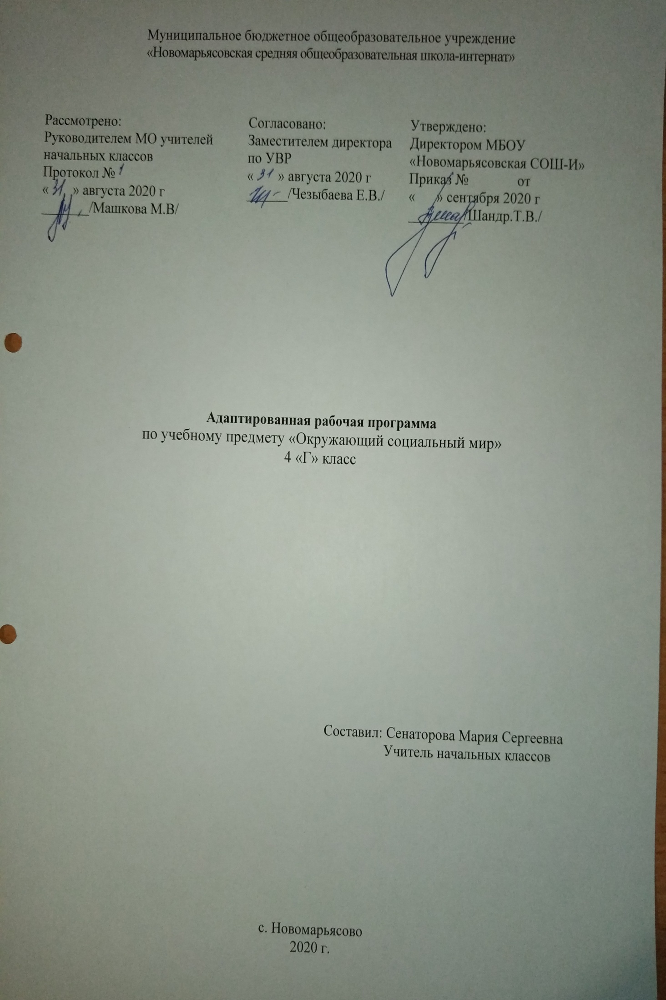 Муниципальное бюджетное общеобразовательное учреждение
«Новомарьясовская средняя общеобразовательная школа-интернат»
Рассмотрено:
Руководителем МО учителей
начальных классов
Протокол № 1
« 31 » августа 2020 г
/Машкова М.В/
Согласовано:
Заместителем директора
по УВР
« 31 » августа 2020 г
/Чезыбаева Е.В./
Утверждено:
Директором МБОУ
«Новомарьясовская СОШ-И»
Приказ № от
« » сентября 2020 г
/Шандр.Т.В./
Адаптированная рабочая программа
по учебному предмету «Окружающий социальный мир»
4 «Г» класс
Составил: Сенаторова Мария Сергеевна
Учитель начальных классов
с. Новомарьясово
2020 г.